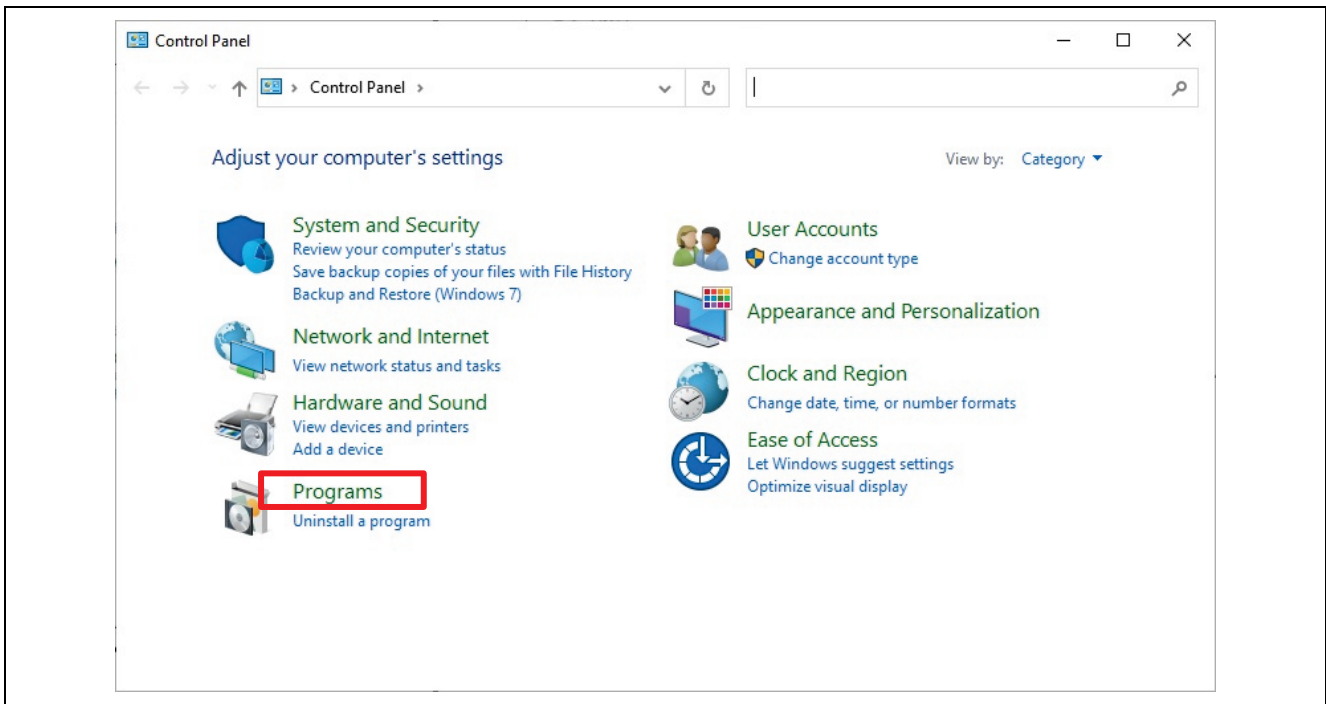 Control Panel
Control Panel
Adjust your computer's settings
View by: Category
System and Security
Review your computer's status
Save backup copies of your files with File History
Backup and Restore (Windows 7)
Network and Internet
View network status and tasks
Hardware and Sound
View devices and printers
Add a device
Programs
Uninstall a program
User Accounts
Change account type
Appearance and Personalization
Clock and Region
Change date, time, or number formats
Ease of Access
Let Windows suggest settings
Optimize visual display